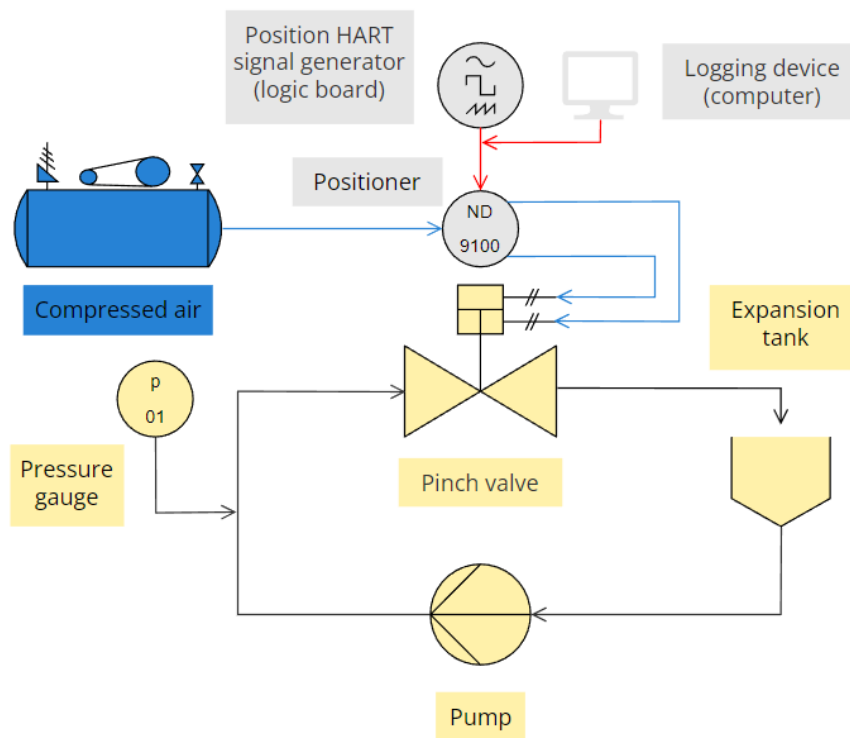 Position HART
signal generator
(logic board)
Logging device
(computer)
Positioner
ND
9100
Compressed air
Expansion
tank
p
01
Pressure
gauge
Pinch valve
Pump